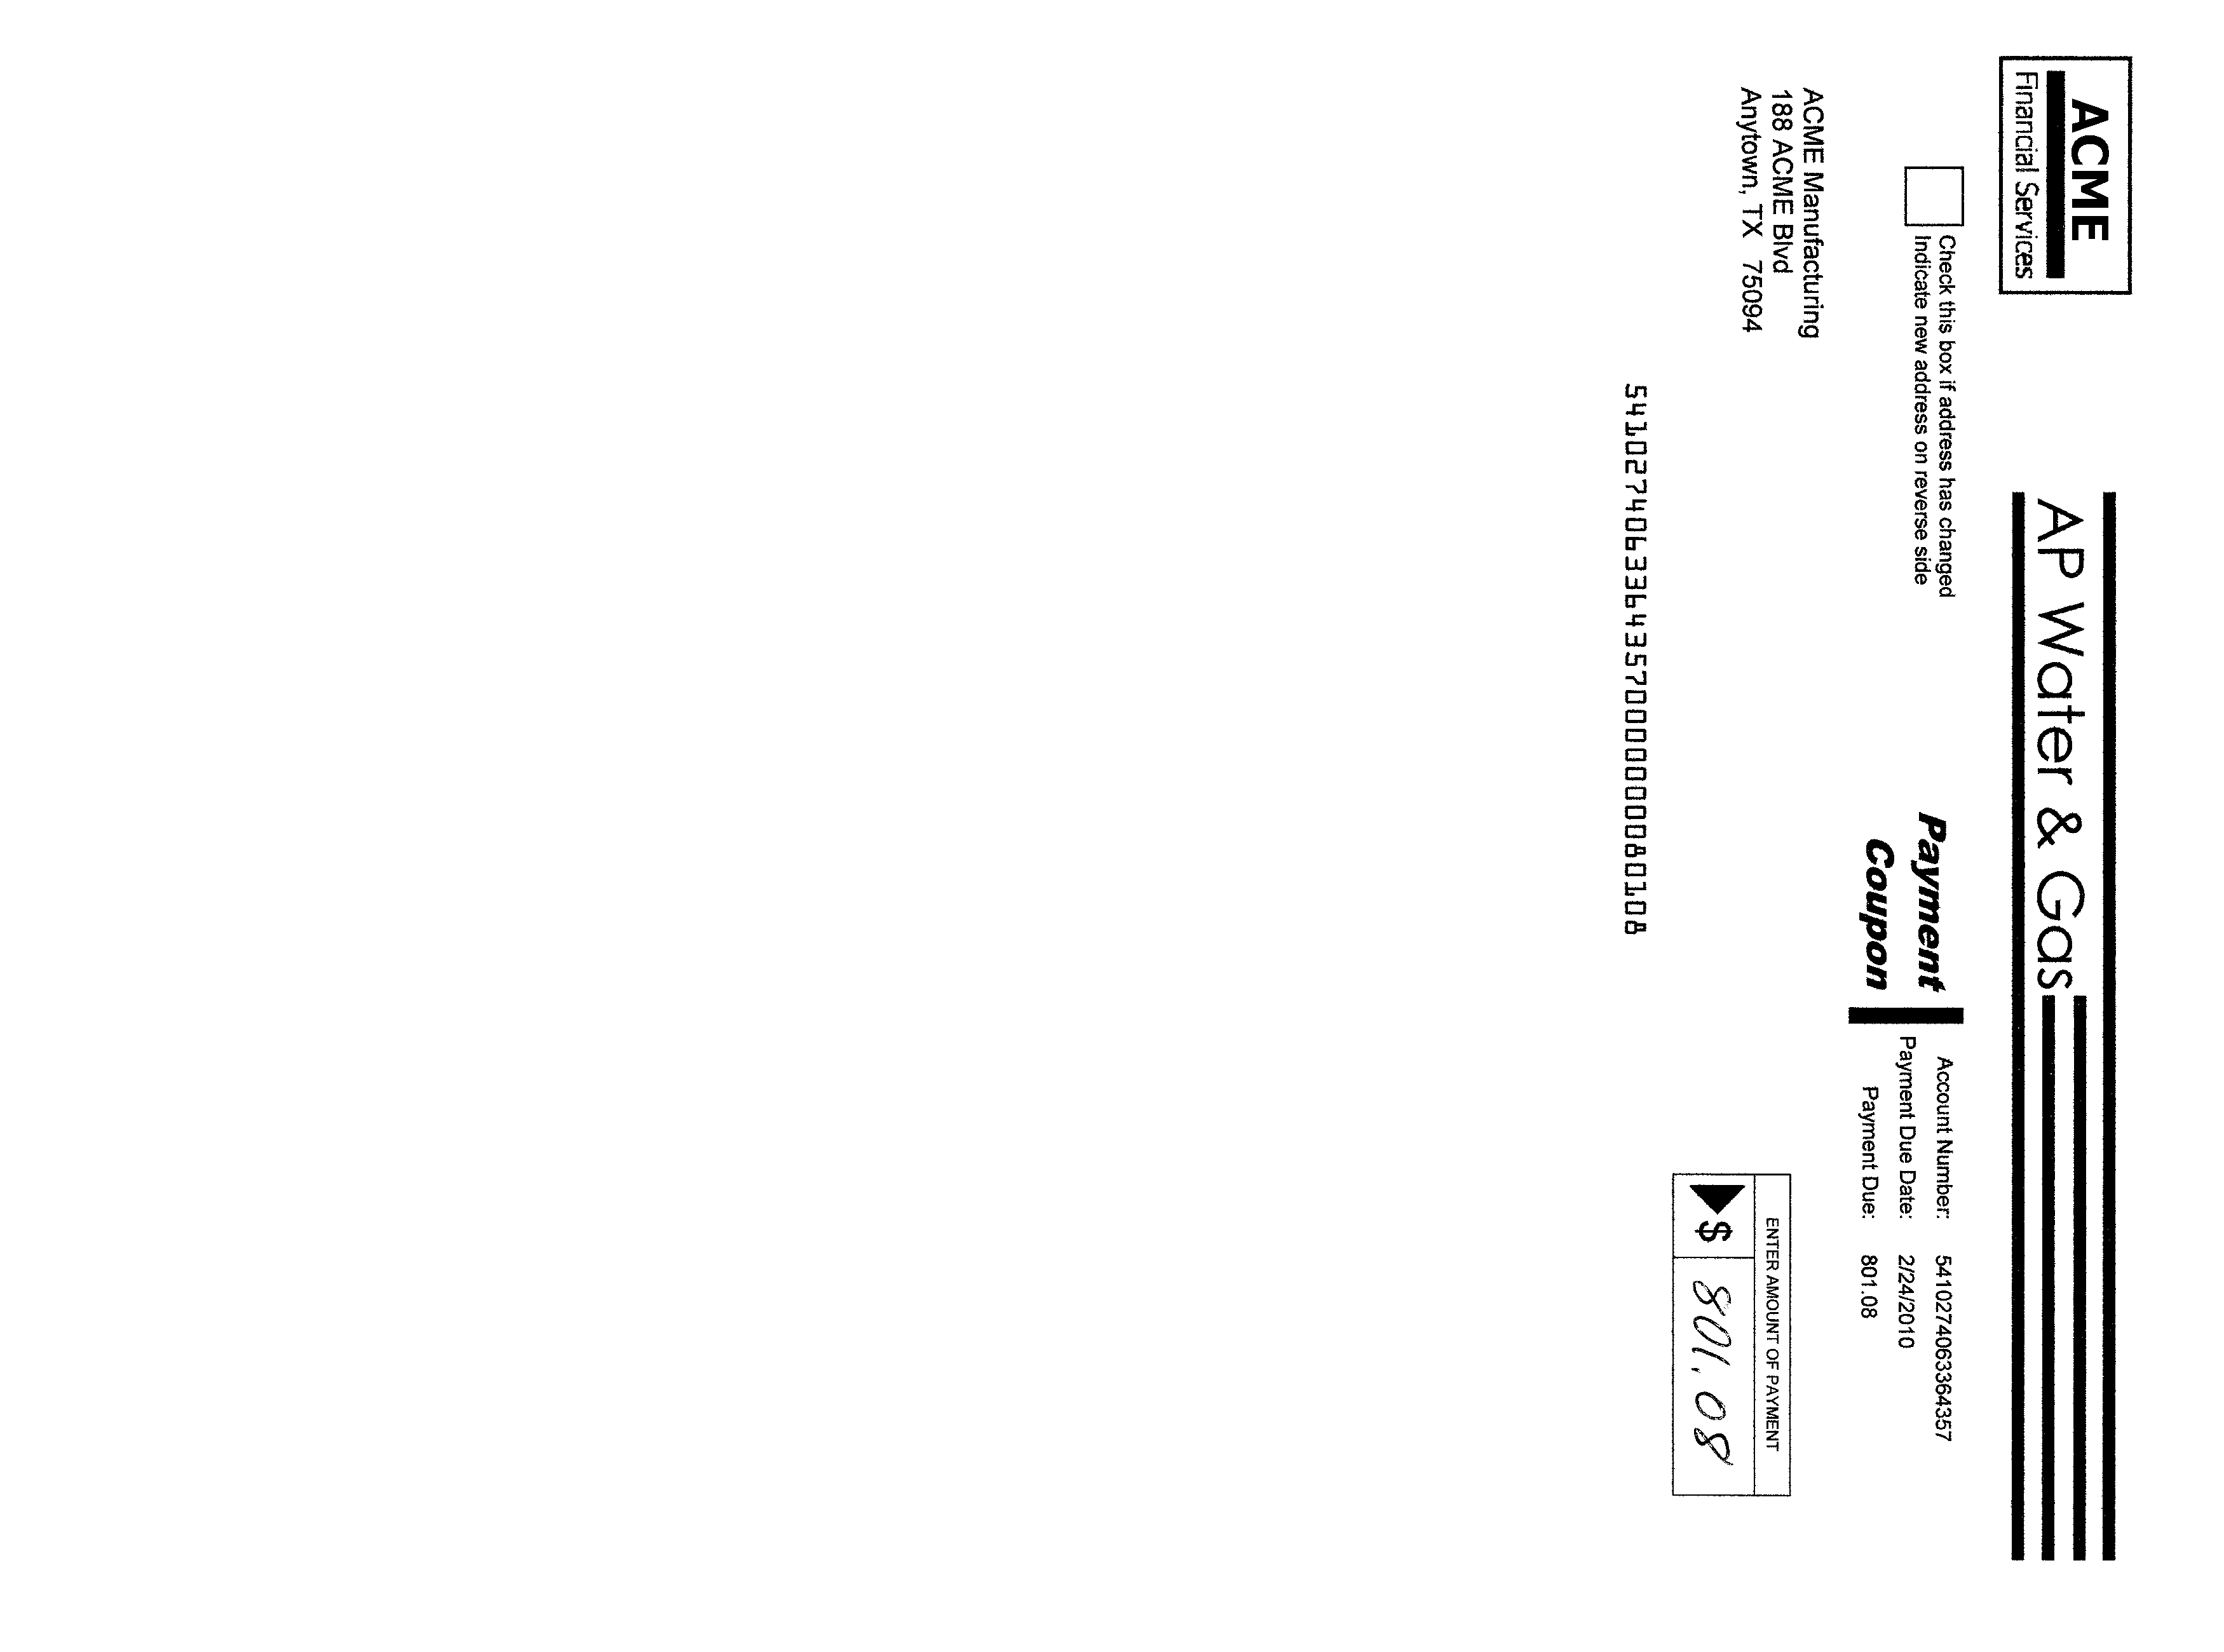 ACME
Financial Services
AP Water & Gas
Check this box if address has changed
Indicate new address on reverse side
Payment
Coupon
Account Number: 5410274063364357
Payment Due Date: 2/24/2010
Payment Due: 801.08
ACME Manufacturing
188 ACME Blvd
Anytown, TX 75094
ENTER AMOUNT OF PAYMENT
$ 801.08
541027406336435700000000080108